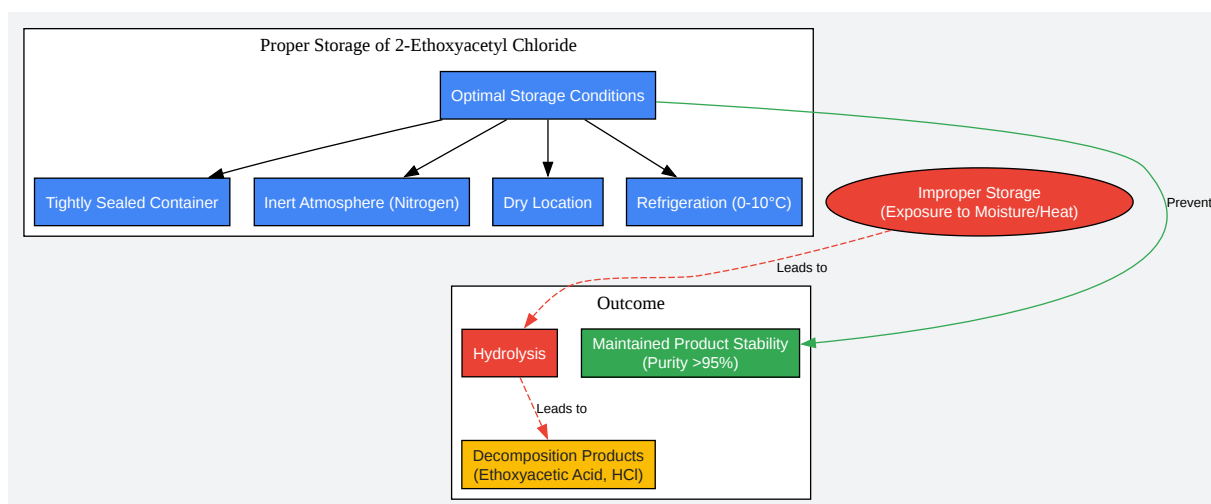 Proper Storage of 2-Ethoxyacetyl Chloride
Optimal Storage Conditions
Tightly Sealed Container
Inert Atmosphere (Nitrogen)
Dry Location
Refrigeration (0-10°C)
Improper Storage
(Exposure to Moisture/Heat)
Prevent
Leads to
Outcome
Hydrolysis
Maintained Product Stability
(Purity >95%)
Leads to
Decomposition Products
(Ethoxyacetic Acid, HCl)